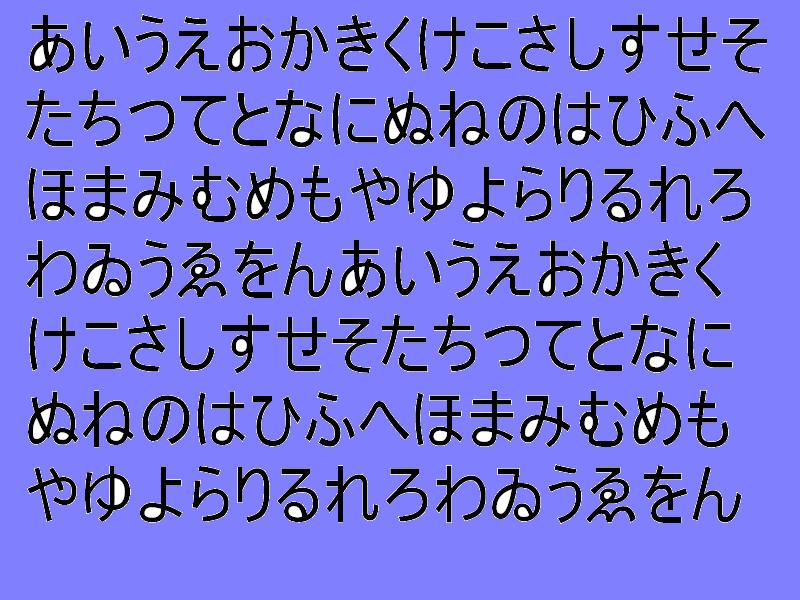 あいうえおかきくけこさしすせそ
たちつてとなにぬねのはひふへ
ほまみむめもやゆよらりるれろ
わゐうゑをんあいうえおかきく
けこさしすせそたちつてとなに
ぬねのはひふへほまみむめも
やゆよらりるれろわゐうゑをん